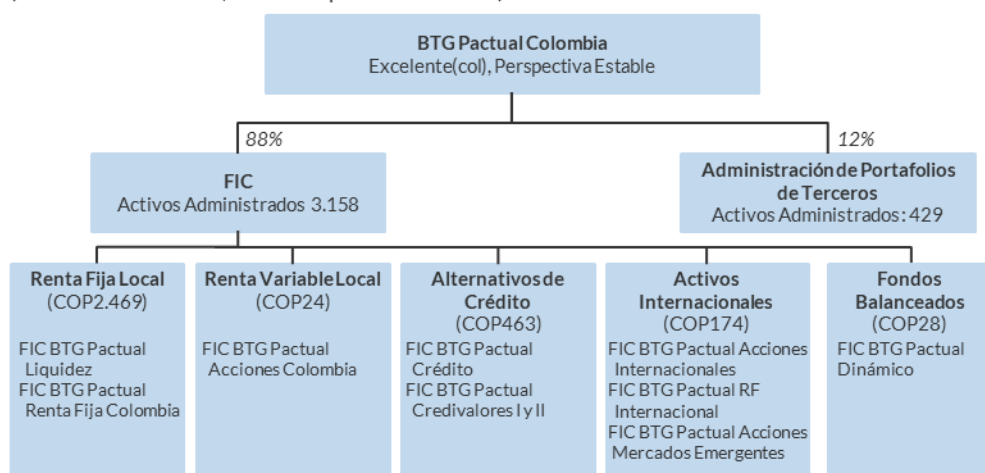 BTG Pactual Colombia
Excelente(col), Perspectiva Estable
88%
12%
FIC
Activos Administrados 3.158
Administración de Portafolios
de Terceros
Activos Administrados: 429
Renta Fija Local
(COP2.469)
FIC BTG Pactual
Liquidez
FIC BTG Pactual
Renta Fija Colombia
Renta Variable Local
(COP24)
FIC BTG Pactual
Acciones Colombia
Alternativos de
Crédito
(COP463)
FIC BTG Pactual
Crédito
FIC BTG Pactual
Credivalores I y II
Activos
Internacionales
(COP174)
FIC BTG Pactual Acciones
Internacionales
FIC BTG Pactual RF
Internacional
FIC BTG Pactual Acciones
Mercados Emergentes
Fondos
Balanceados
(COP28)
FIC BTG Pactual
Dinámico